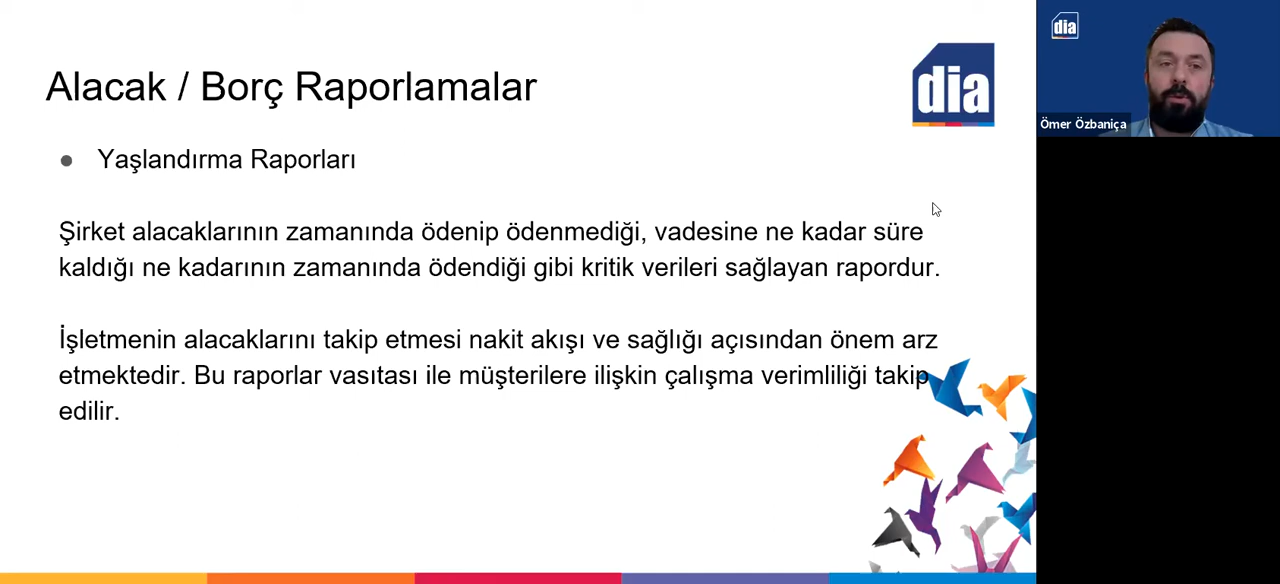 Alacak / Borç Raporlamalar
dia
dia
Ömer Özbaniça
● Yaşlandırma Raporları
Şirket alacaklarının zamanında ödenip ödenmediği, vadesine ne kadar süre
kaldığı ne kadarının zamanında ödendiği gibi kritik verileri sağlayan rapordur.
İşletmenin alacaklarını takip etmesi nakit akışı ve sağlığı açısından önem arz
etmektedir. Bu raporlar vasıtası ile müşterilere ilişkin çalışma verimliliği takip
edilir.